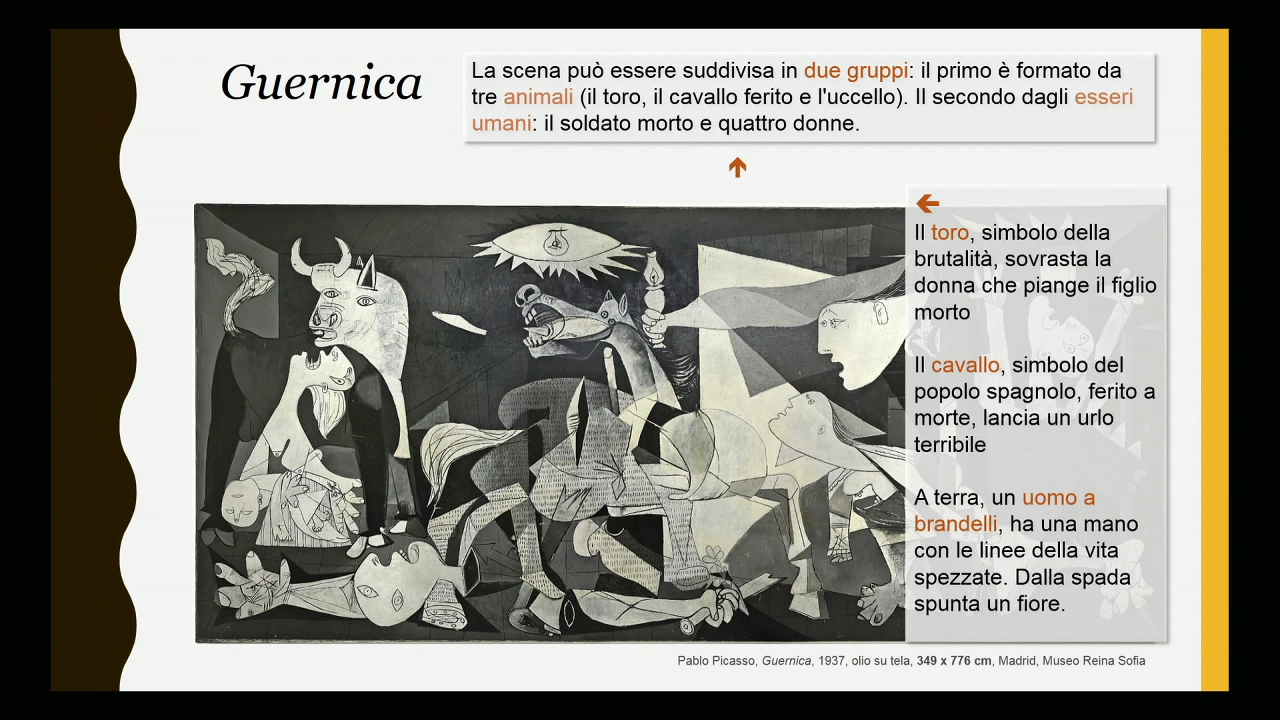 Guernica
La scena può essere suddivisa in due gruppi: il primo è formato da
tre animali (il toro, il cavallo ferito e l'uccello). Il secondo dagli esseri
umani: il soldato morto e quattro donne.
Il toro, simbolo della
brutalità, sovrasta la
donna che piange il figlio
morto
Il cavallo, simbolo del
popolo spagnolo, ferito a
morte, lancia un urlo
terribile
A terra, un uomo a
brandelli, ha una mano
con le linee della vita
spezzate. Dalla spada
spunta un fiore.
Pablo Picasso, Guernica, 1937, olio su tela, 349 x 776 cm, Madrid, Museo Reina Sofia